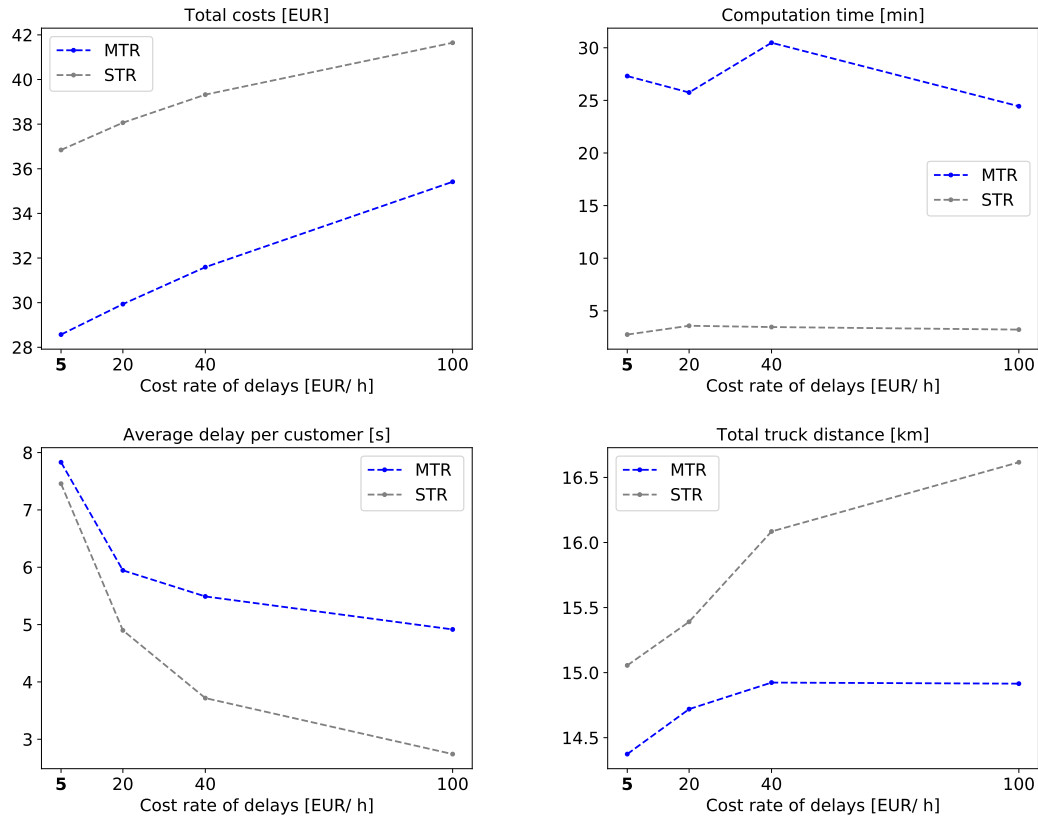 Total costs [EUR]
42
40
38
36
34
32
30
28
MTR
STR
5 20 40 100
Cost rate of delays [EUR/ h]
Computation time [min]
30
25
20
15
10
5
MTR
STR
5 20 40 100
Cost rate of delays [EUR/ h]
Average delay per customer [s]
8
7
6
5
4
3
MTR
STR
5 20 40 100
Cost rate of delays [EUR/ h]
Total truck distance [km]
16.5
16.0
15.5
15.0
14.5
MTR
STR
5 20 40 100
Cost rate of delays [EUR/ h]